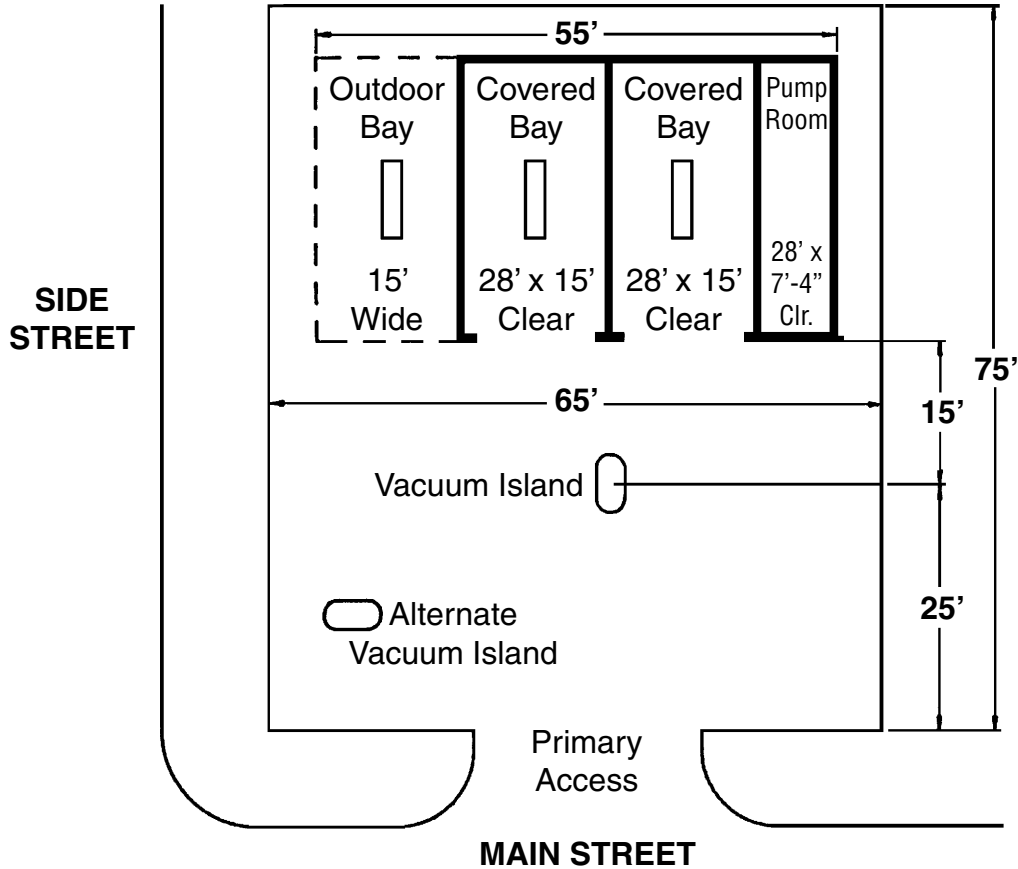 55’
Outdoor
Bay
15’
Wide
Covered
Bay
28’ x 15’
Clear
Covered
Bay
28’ x 15’
Clear
Pump
Room
28’ x
7’-4”
Clr.
SIDE
STREET
75’
65’
15’
Vacuum Island
25’
Alternate
Vacuum Island
Primary
Access
MAIN STREET